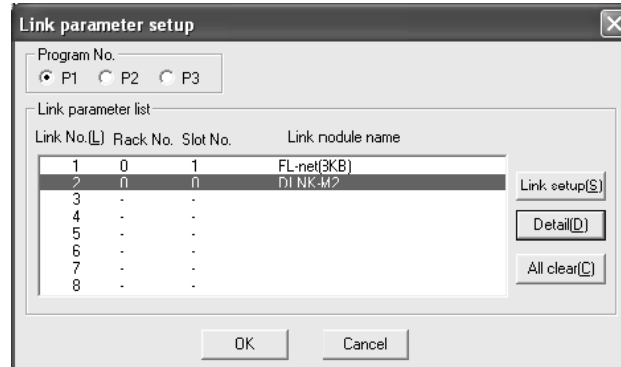 Link parameter setup
Program No.
P1 P2 P3
Link parameter list
Link No.(L) Rack No. Slot No. Link module name
1 0 1 FL-net(3KB)
2 0 0 DLNK-M2
3 - -
4 - -
5 - -
6 - -
7 - -
8 - -
Link setup(S)
Detail(D)
All clear(C)
OK Cancel